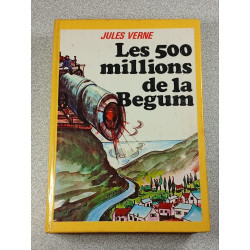 JULES VERNE
Les 500
millions
de la
Begum